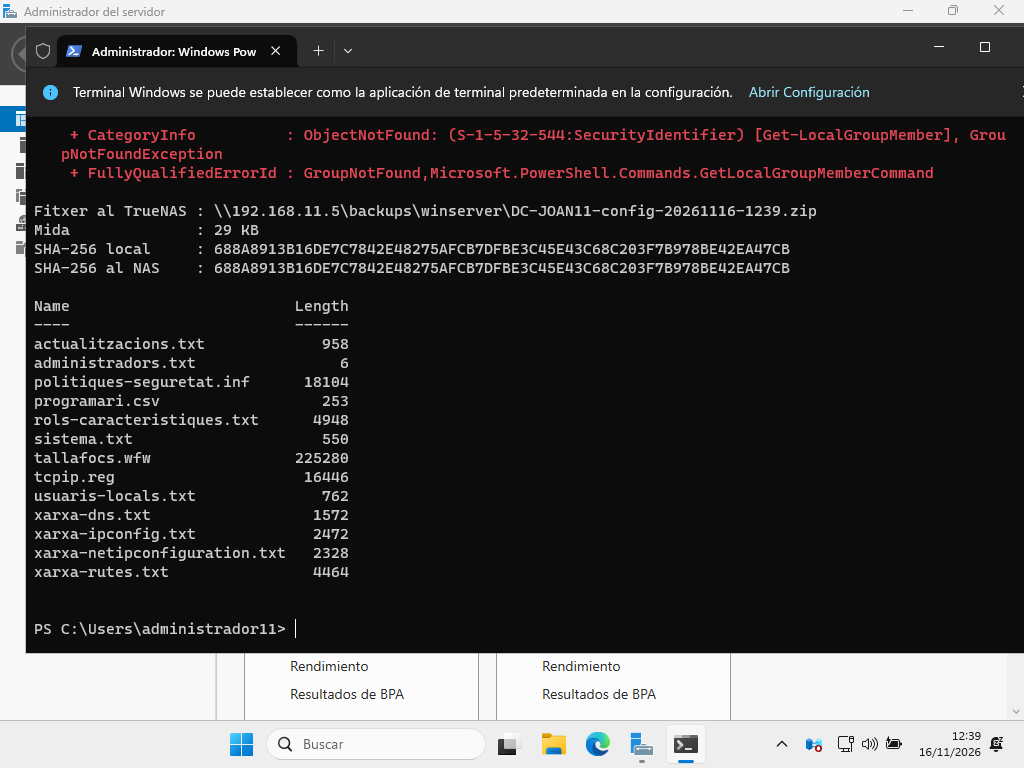 Administrador del servidor
Administrador: Windows Pow
Terminal Windows se puede establecer como la aplicación de terminal predeterminada en la configuración. Abrir Configuración
+ CategoryInfo : ObjectNotFound: (S-1-5-32-544:SecurityIdentifier) [Get-LocalGroupMember], Grou
pNotFoundException
+ FullyQualifiedErrorId : GroupNotFound,Microsoft.PowerShell.Commands.GetLocalGroupMemberCommand
Fitxer al TrueNAS : \\192.168.11.5\backups\winserver\DC-JOAN11-config-20261116-1239.zip
Mida : 29 KB
SHA-256 local : 688A8913B16DE7C7842E48275AFCB7DFBE3C45E43C68C203F7B978BE42EA47CB
SHA-256 al NAS : 688A8913B16DE7C7842E48275AFCB7DFBE3C45E43C68C203F7B978BE42EA47CB
Name Length
---- ------
actualitzacions.txt 958
administradors.txt 6
politiques-seguretat.inf 18104
programari.csv 253
rols-caracteristiques.txt 4948
sistema.txt 550
tallafocs.wfw 225280
tcpip.reg 16446
usuaris-locals.txt 762
xarxa-dns.txt 1572
xarxa-ipconfig.txt 2472
xarxa-netipconfiguration.txt 2328
xarxa-rutes.txt 4464
PS C:\Users\administrador11>
Rendimiento Rendimiento
Resultados de BPA Resultados de BPA
Buscar
12:39
16/11/2026